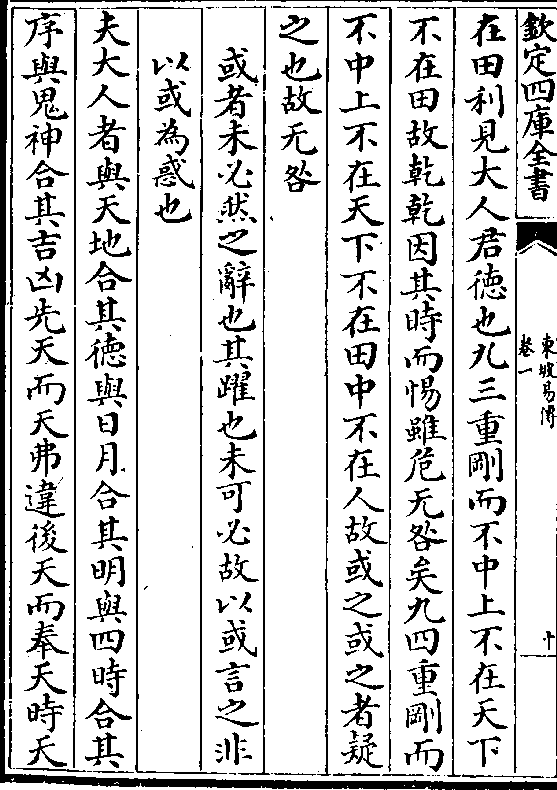 欽定四庫全書
東坡易傳
卷一
十
在田利見大人君德也九三重剛而不中上不在天下
不在田故乾乾因其時而惕雖危无咎矣九四重剛而
不中上不在天下不在田中不在人故或之或之者疑
之也故无咎
或者未必然之辭也其躍也未可必故以或言之非
以或為惑也
夫大人者與天地合其德與日月合其明與四時合其
序與鬼神合其吉凶先天而天弗違後天而奉天時天